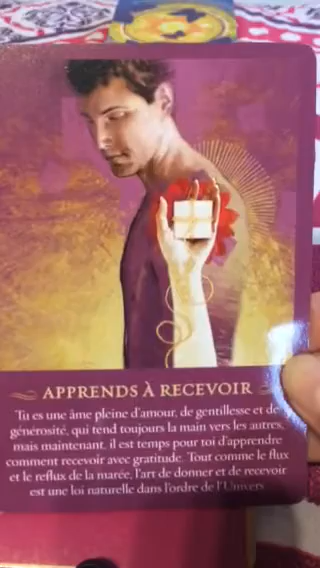 APPRENDS À RECEVOIR
Tu es une âme pleine d'amour, de gentillesse et de
générosité, qui tend toujours la main vers les autres,
mais maintenant, il est temps pour toi d'apprendre
comment recevoir avec gratitude. Tout comme le flux
et le reflux de la marée, l'art de donner et de recevoir
est une loi naturelle dans l'ordre de l'Univers